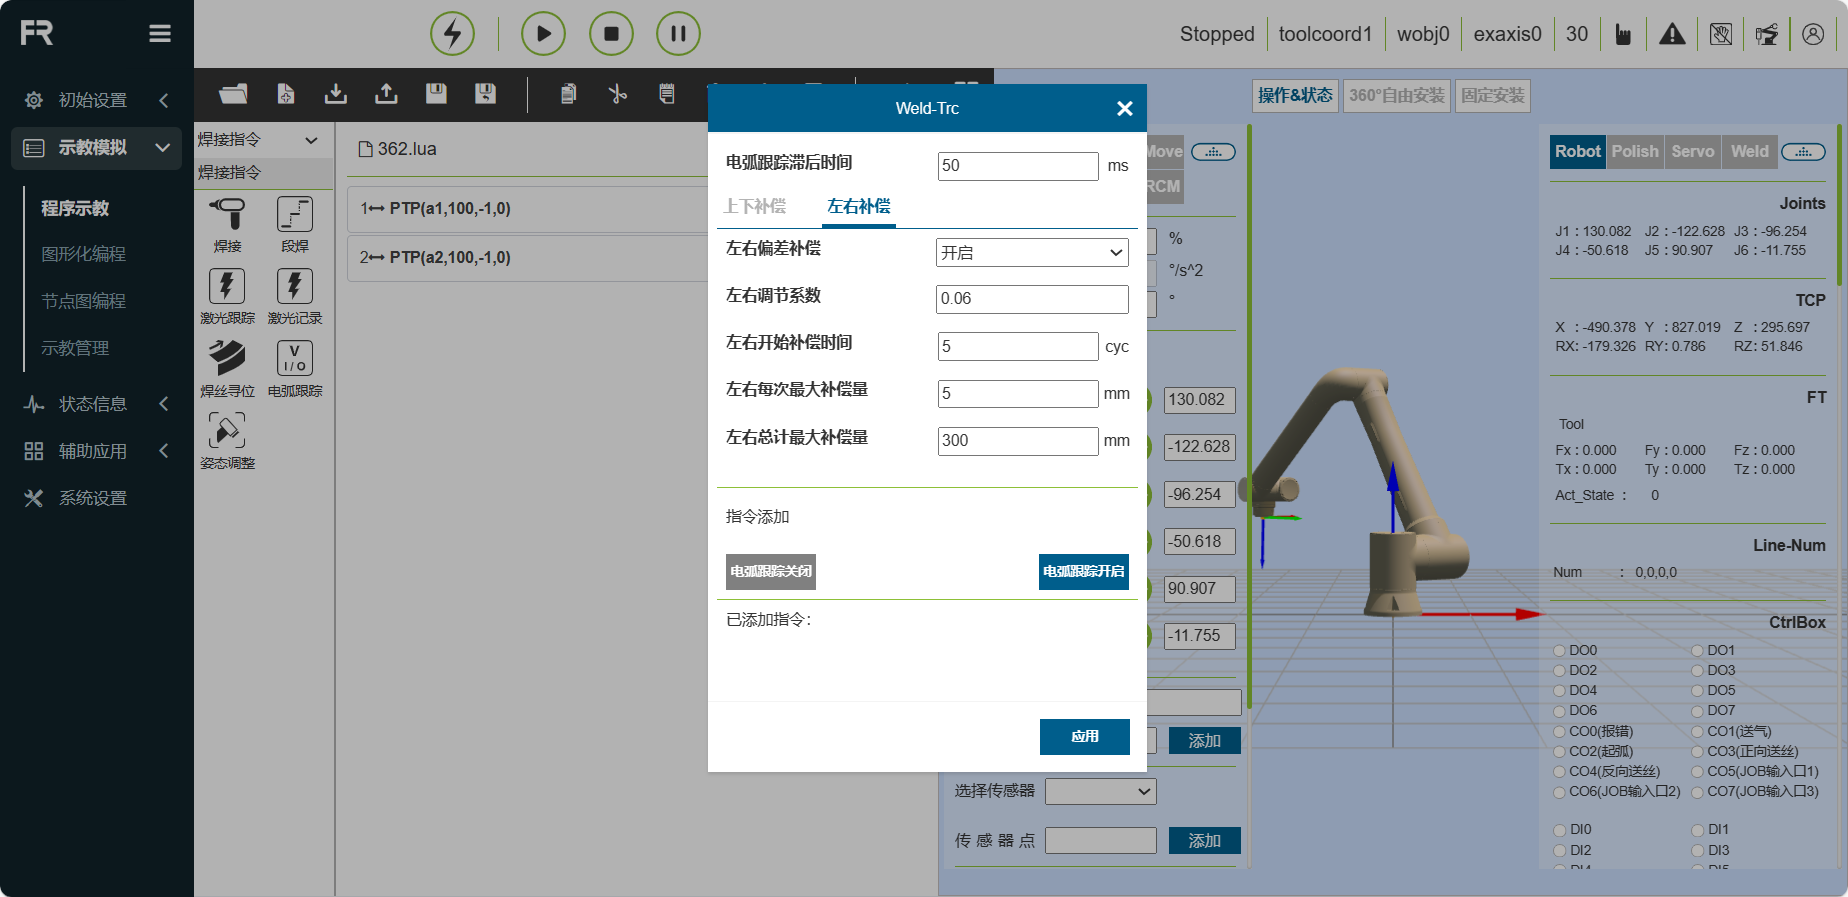 FR
Stopped
toolcoord1
wobj0
exaxis0
30
初始设置
示教模拟
程序示教
图形化编程
节点图编程
示教管理
状态信息
辅助应用
系统设置
焊接指令
焊接指令
焊接
段焊
激光跟踪
激光记录
焊丝寻位
V
I/O
电弧跟踪
姿态调整
362.lua
1 PTP(a1,100,-1,0)
2 PTP(a2,100,-1,0)
Weld-Trc
电弧跟踪滞后时间 50 ms
上下补偿 左右补偿
左右偏差补偿 开启
左右调节系数 0.06
左右开始补偿时间 5 cyc
左右每次最大补偿量 5 mm
左右总计最大补偿量 300 mm
指令添加
电弧跟踪关闭 电弧跟踪开启
已添加指令:
应用
Move
RCM
%
°/s^2
°
130.082
-122.628
-96.254
-50.618
90.907
-11.755
添加
选择传感器
传感器点 添加
操作&状态 360°自由安装 固定安装
Robot Polish Servo Weld
Joints
J1 : 130.082 J2 : -122.628 J3 : -96.254
J4 : -50.618 J5 : 90.907 J6 : -11.755
TCP
X : -490.378 Y : 827.019 Z : 295.697
RX: -179.326 RY: 0.786 RZ: 51.846
FT
Tool
Fx : 0.000 Fy : 0.000 Fz : 0.000
Tx : 0.000 Ty : 0.000 Tz : 0.000
Act_State : 0
Line-Num
Num : 0,0,0,0
CtrlBox
DO0 DO1
DO2 DO3
DO4 DO5
DO6 DO7
CO0(报错) CO1(送气)
CO2(起弧) CO3(正向送丝)
CO4(反向送丝) CO5(JOB输入口1)
CO6(JOB输入口2) CO7(JOB输入口3)
DI0 DI1
DI2 DI3
DI4 DI5